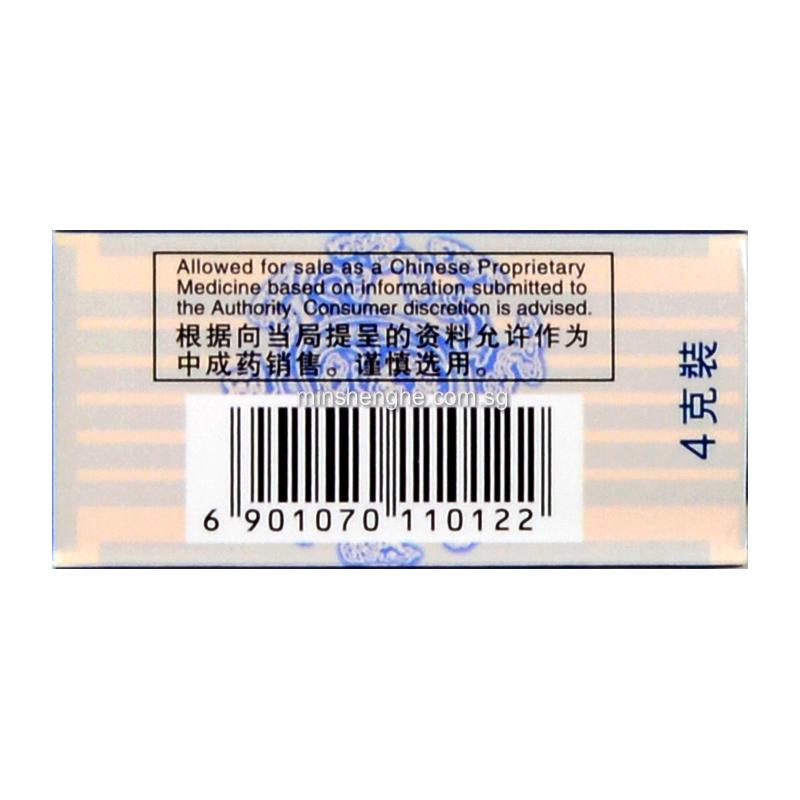 Allowed for sale as a Chinese Proprietary
Medicine based on information submitted to
the Authority. Consumer discretion is advised.
根据向当局提呈的资料允许作为
中成药销售。谨慎选用。
minshenghe.com.sg
6 901070 110122
4克裝